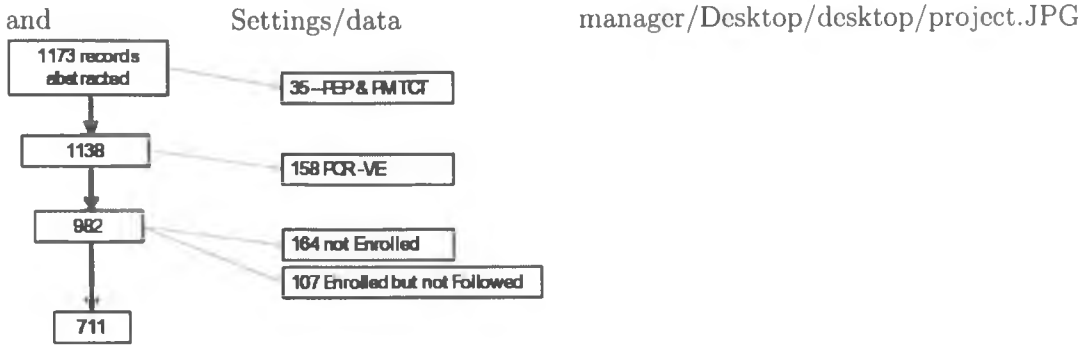 and Settings/data manager/Desktop/desktop/project.JPG
1173 records
abstracted
35--PEP & PMTCT
1138
158 PCR-VE
982
164 not Enrolled
107 Enrolled but not Followed
711